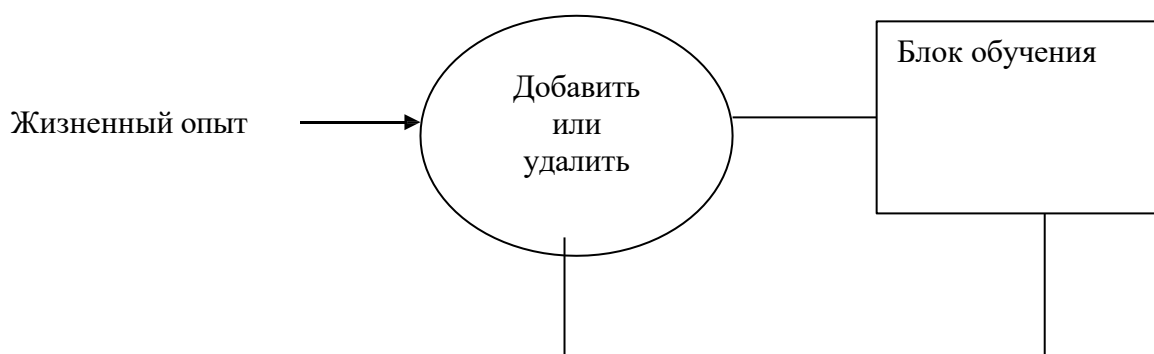 Жизненный опыт
Добавить
или
удалить
Блок обучения